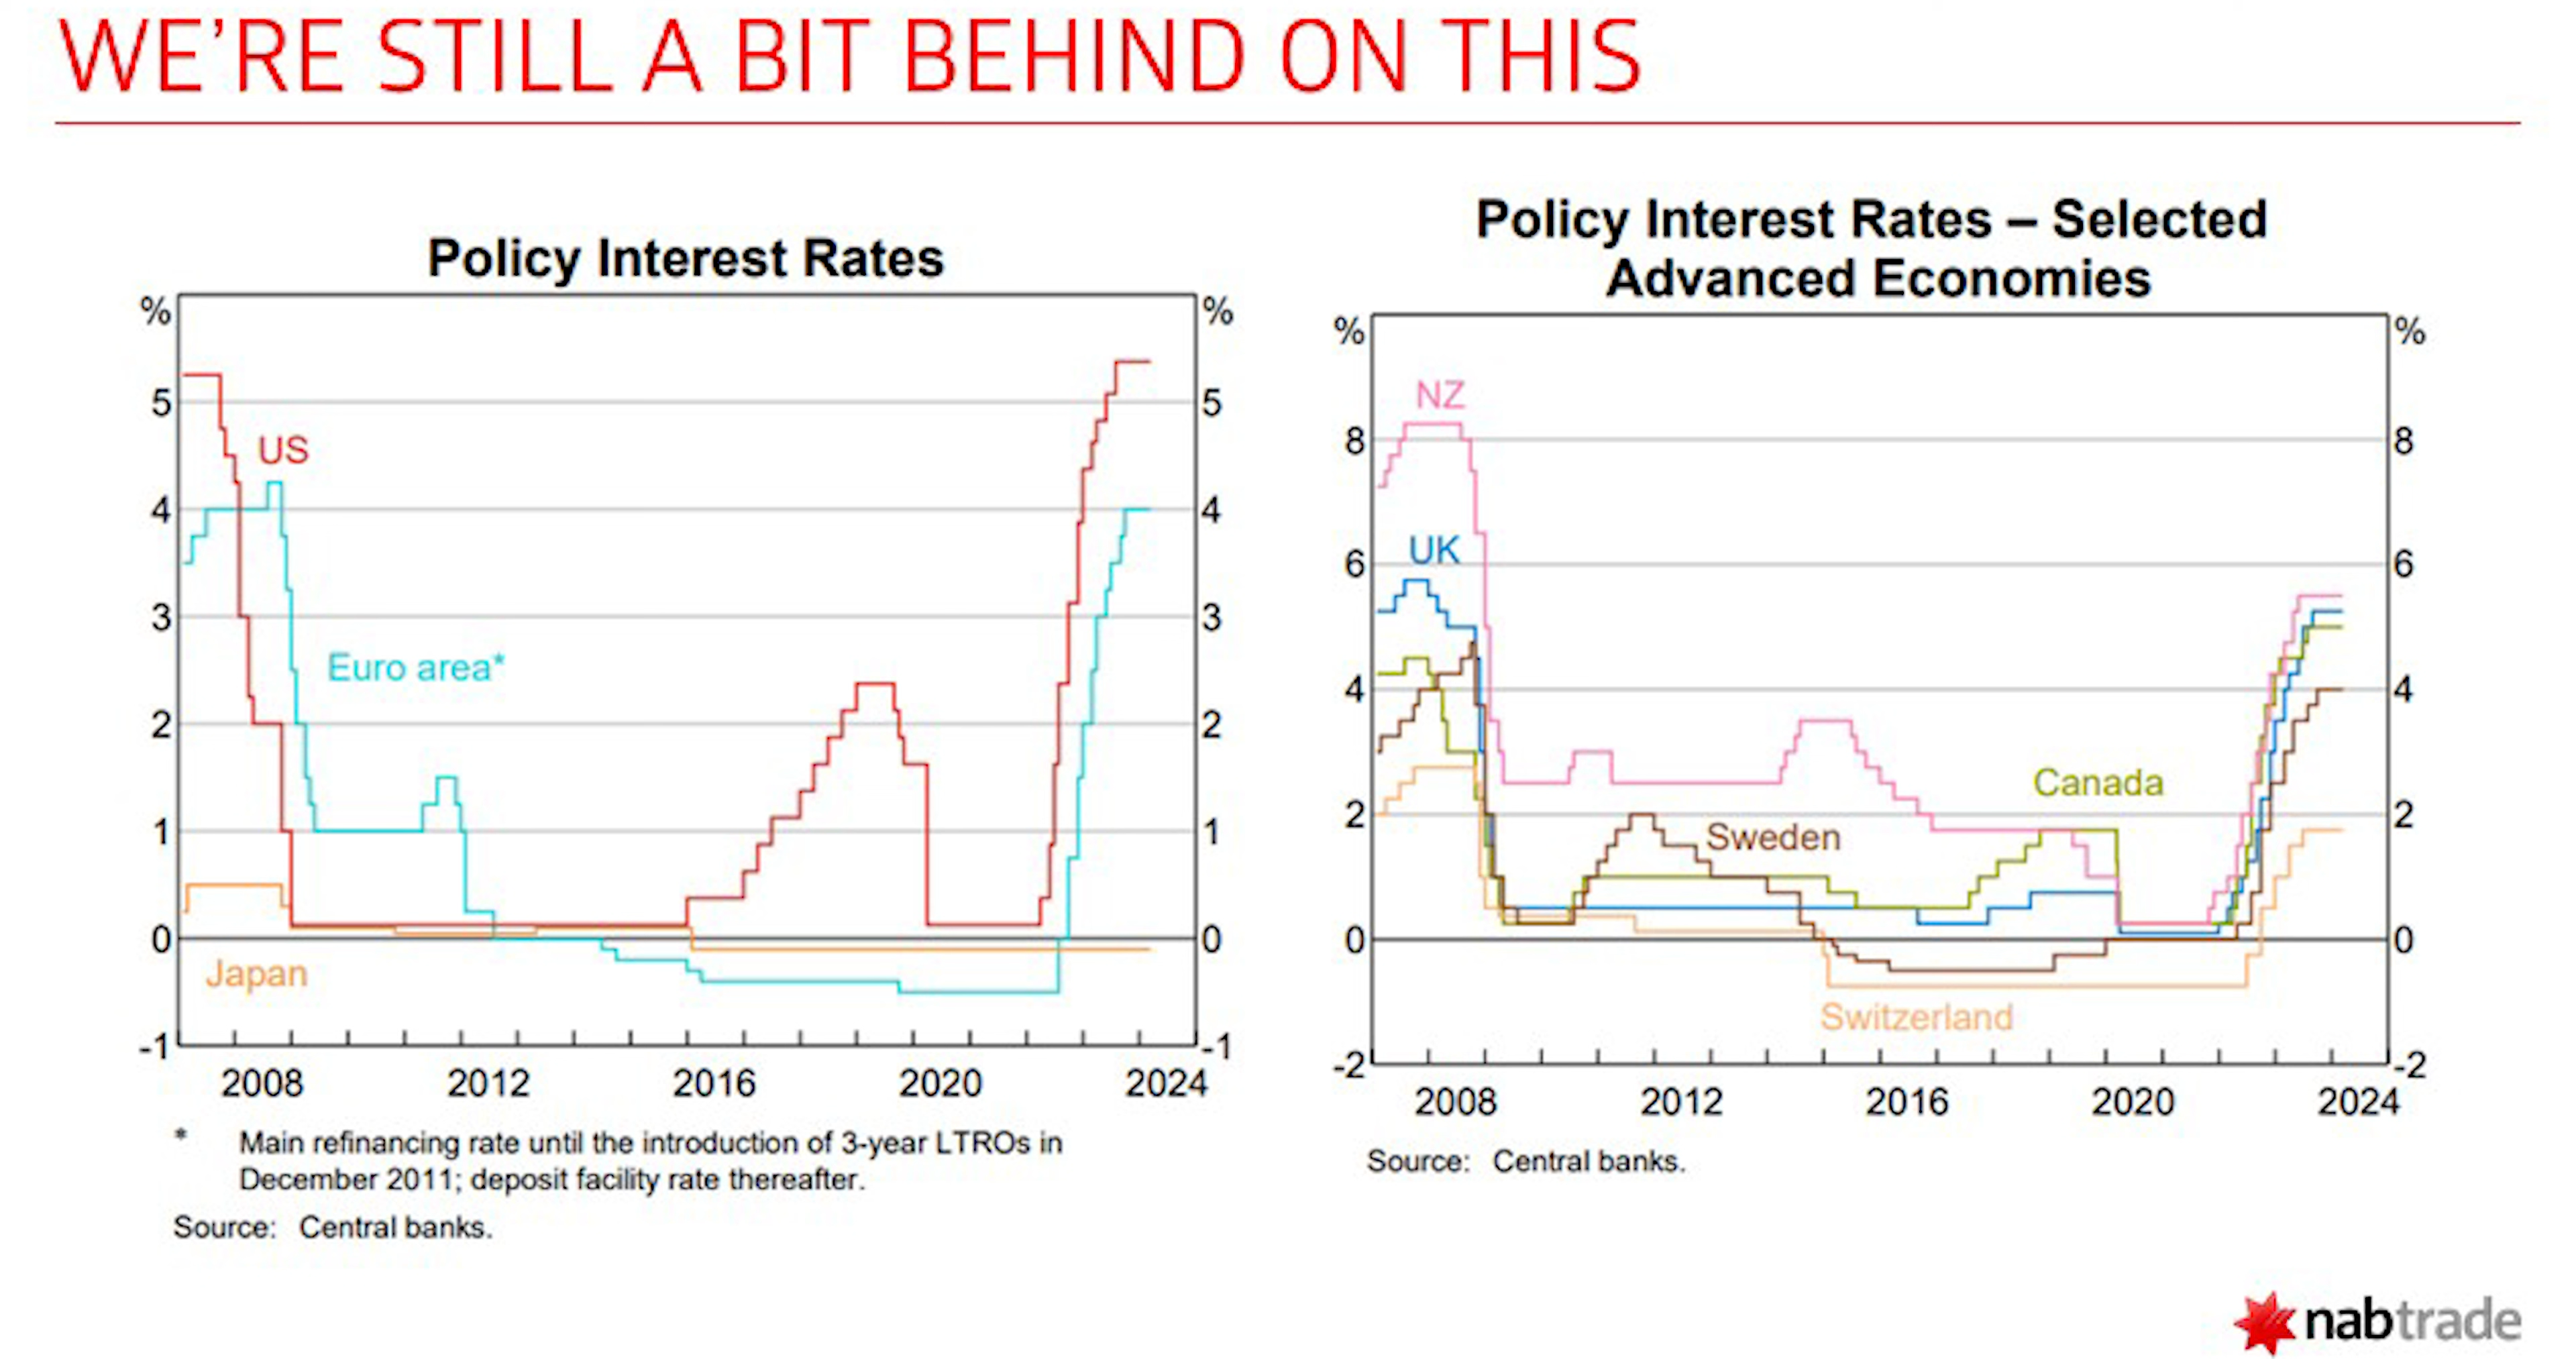 WE'RE STILL A BIT BEHIND ON THIS
Policy Interest Rates
%
%
5
5
US
4
4
3
3
Euro area*
2
2
1
1
0
0
Japan
-1
-1
2008
2012
2016
2020
2024
* Main refinancing rate until the introduction of 3-year LTROs in
December 2011; deposit facility rate thereafter.
Source: Central banks.
Policy Interest Rates – Selected
Advanced Economies
%
%
NZ
8
8
UK
6
6
4
4
Canada
2
2
Sweden
0
0
Switzerland
-2
-2
2008
2012
2016
2020
2024
Source: Central banks.
nabtrade